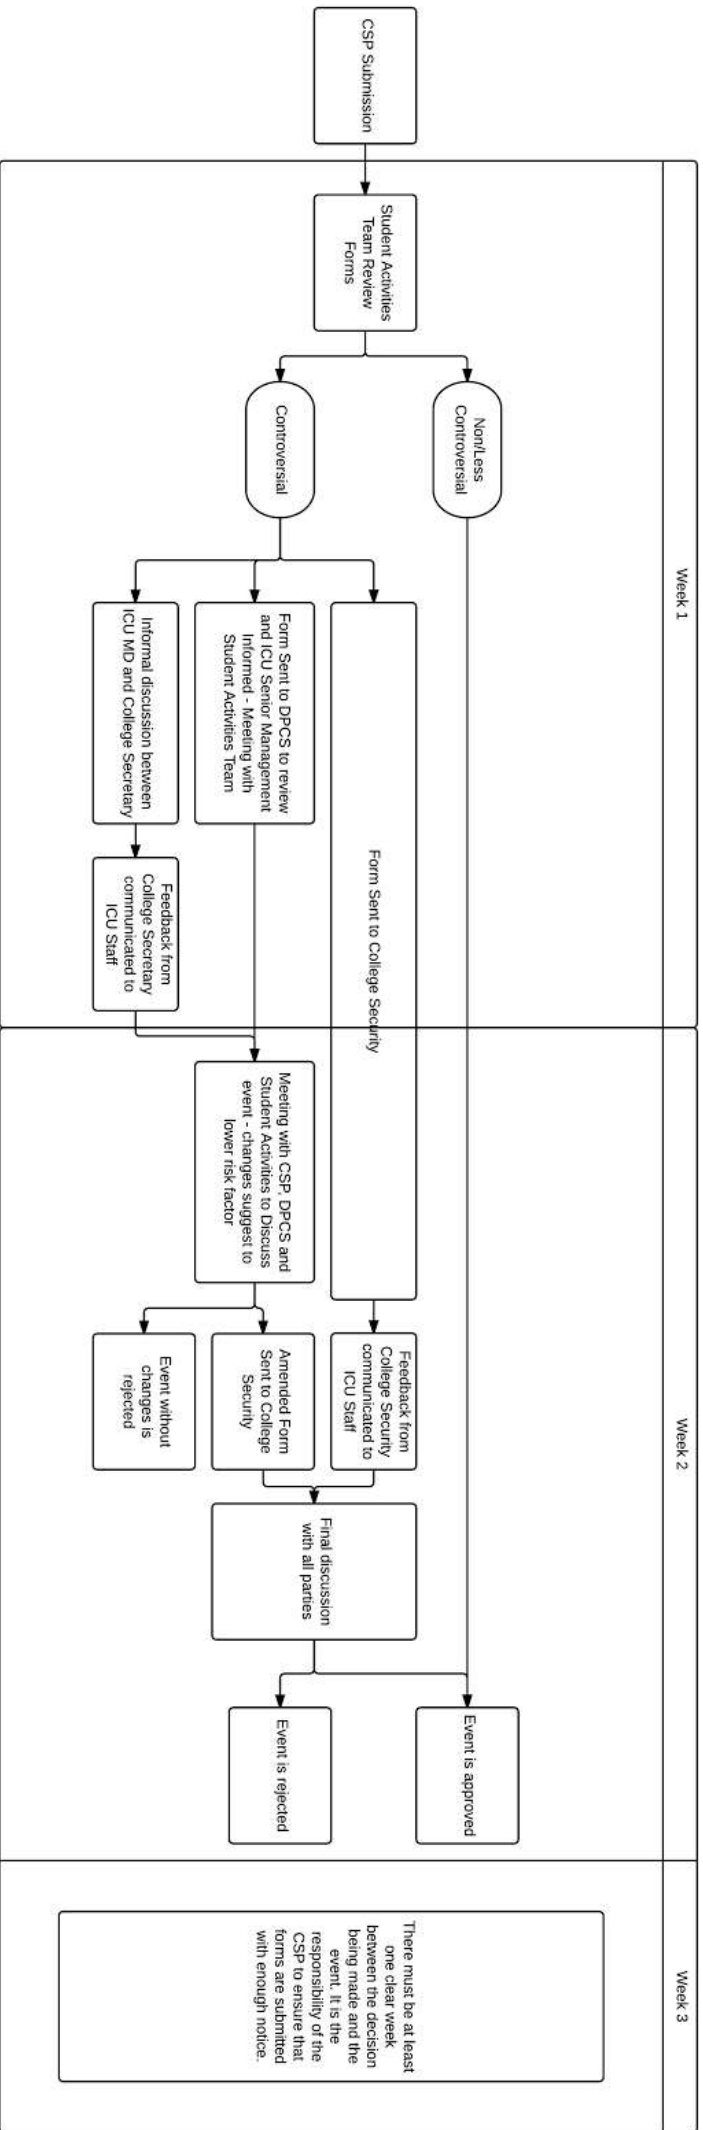 CSP Submission
Week 1
Student Activities
Team Review
Forms
Non/Less
Controversial
Controversial
Form Sent to College Security
Form Sent to DPCS to review
and ICU Senior Management
Informed - Meeting with
Student Activities Team
Informal discussion between
ICU MD and College Secretary
Feedback from
College Secretary
communicated to
ICU Staff
Week 2
Meeting with CSP, DPCS and
Student Activities to Discuss
event - changes suggest to
lower risk factor
Feedback from
College Security
communicated to
ICU Staff
Amended Form
Sent to College
Security
Event without
changes is
rejected
Final discussion
with all parties
Event is approved
Event is rejected
Week 3
There must be at least
one clear week
between the decision
being made and the
event. It is the
responsibility of the
CSP to ensure that
forms are submitted
with enough notice.